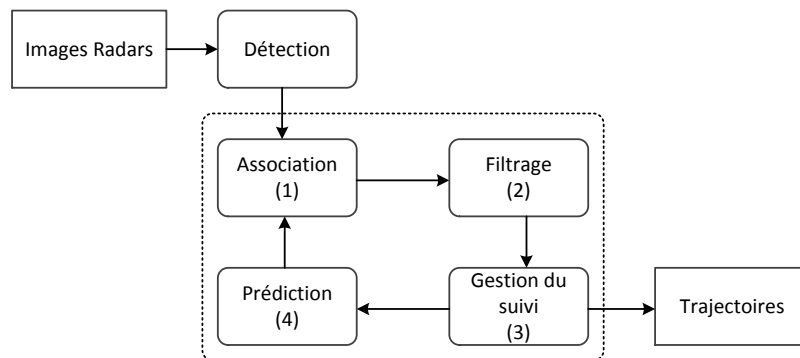 Images Radars
Détection
Association
(1)
Filtrage
(2)
Prédiction
(4)
Gestion du
suivi
(3)
Trajectoires